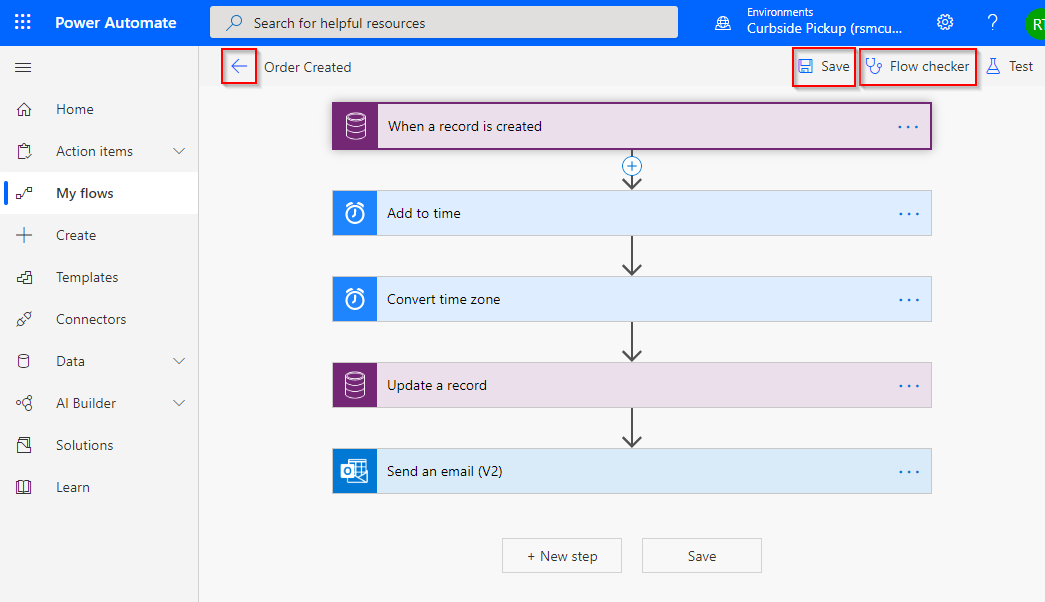 Power Automate
Search for helpful resources
Environments
Curbside Pickup (rsmcu...
?
RT
Order Created
Save
Flow checker
Test
Home
Action items
My flows
Create
Templates
Connectors
Data
AI Builder
Solutions
Learn
When a record is created
...
Add to time
...
Convert time zone
...
Update a record
...
Send an email (V2)
...
+ New step
Save